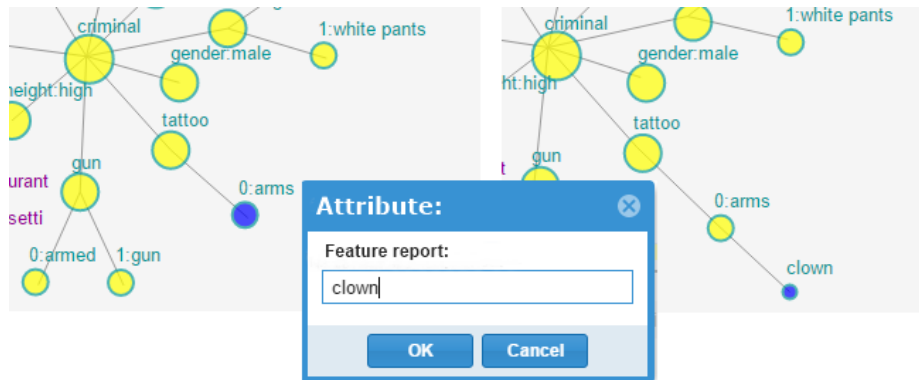 criminal
1:white pants
gender:male
height:high
tattoo
gun
urant
0:arms
setti
0:armed
1:gun
1:white pants
gender:male
criminal
ht:high
tattoo
gun
t
0:arms
clown
Attribute:
Feature report:
clown
OK
Cancel